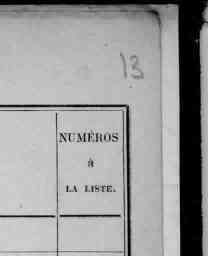 13
NUMÉROS
à
LA LISTE.